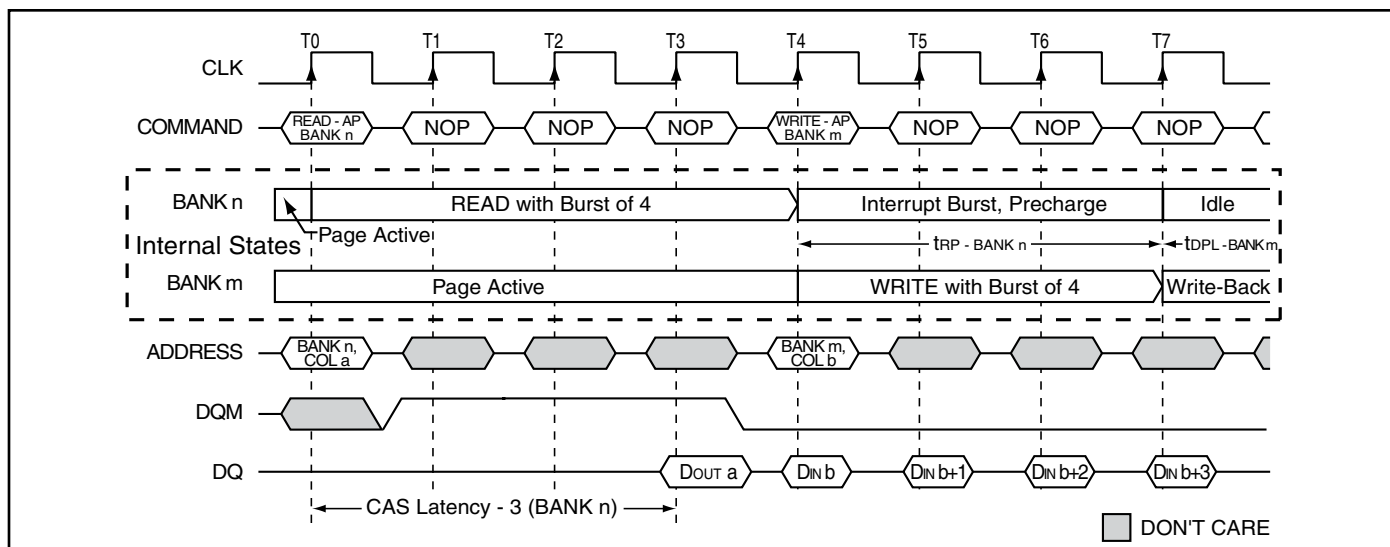 T0 T1 T2 T3 T4 T5 T6 T7
CLK
COMMAND
READ - AP
BANK n
NOP
NOP
NOP
WRITE - AP
BANK m
NOP
NOP
NOP
BANK n
READ with Burst of 4
Interrupt Burst, Precharge
Idle
Internal States
Page Active
tRP - BANK n
tDPL - BANK m
BANK m
Page Active
WRITE with Burst of 4
Write-Back
ADDRESS
BANK n,
COL a
BANK m,
COL b
DQM
DQ
DOUT a
DIN b
DIN b+1
DIN b+2
DIN b+3
CAS Latency - 3 (BANK n)
DON'T CARE